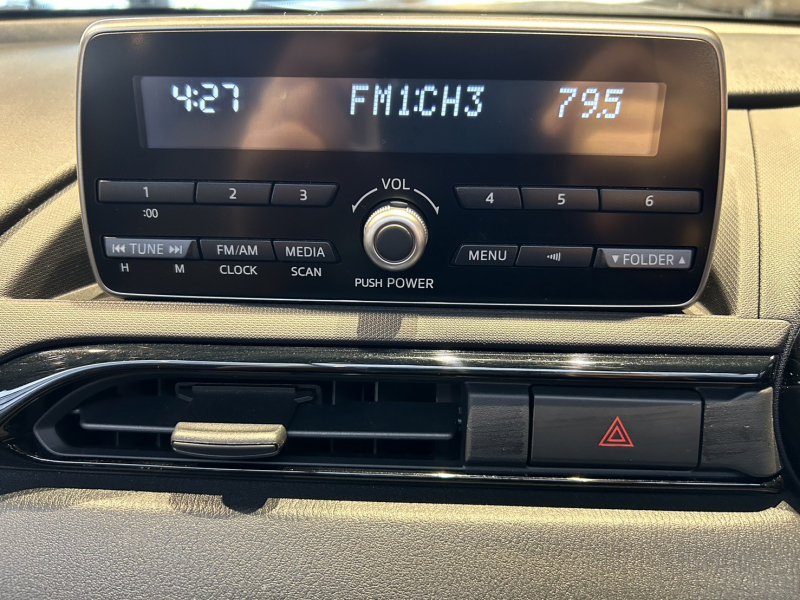 4:27 FM1:CH3 79.5
1 2 3 VOL 4 5 6
:00
TUNE FM/AM MEDIA MENU FOLDER
H M CLOCK SCAN
PUSH POWER